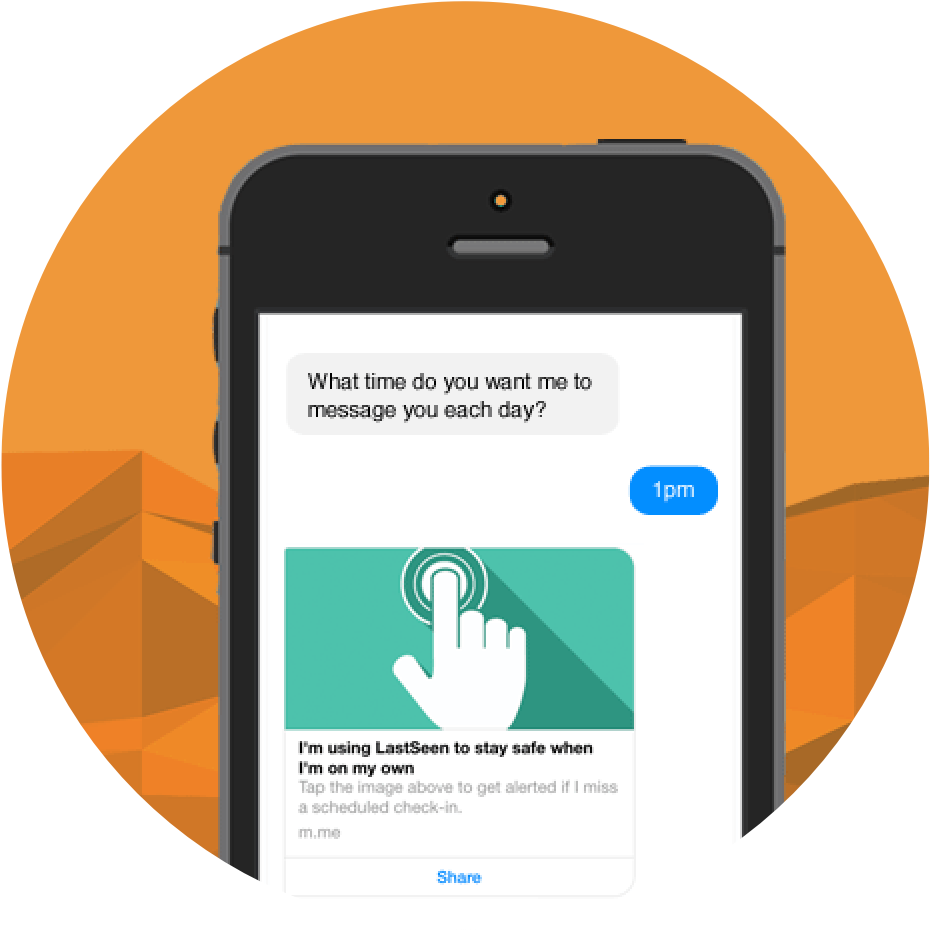 What time do you want me to
message you each day?
1pm
I'm using LastSeen to stay safe when
I'm on my own
Tap the image above to get alerted if I miss
a scheduled check-in.
m.me
Share